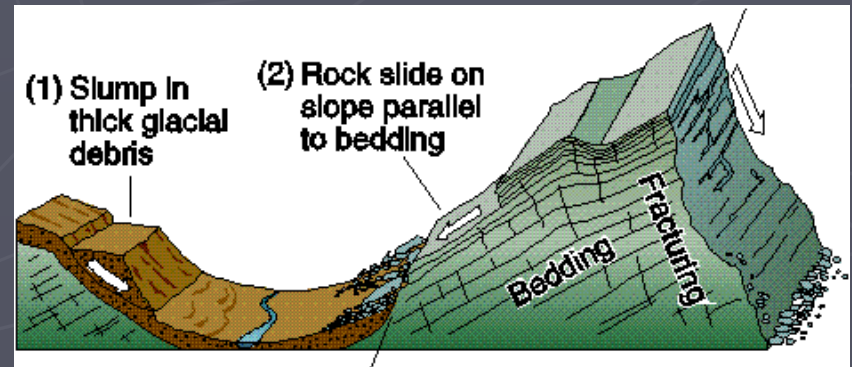 (1) Slump in
thick glacial
debris
(2) Rock slide on
slope parallel
to bedding
Bedding
Fracturing